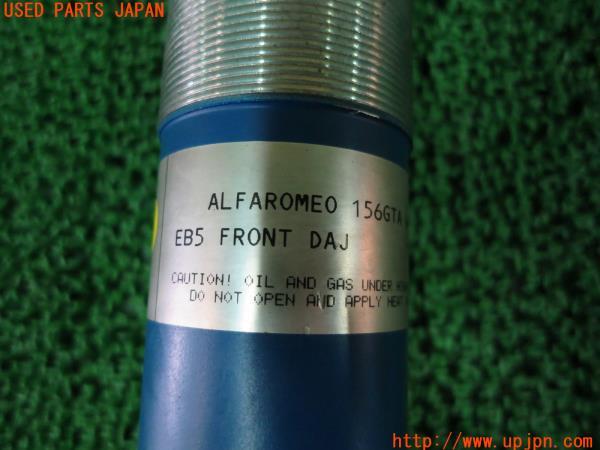 USED PARTS JAPAN
ALFAROMEO 156GTA
EB5 FRONT DAJ
CAUTION! OIL AND GAS UNDER
DO NOT OPEN AND APPLY HEAT
http://www.upjpn.com/